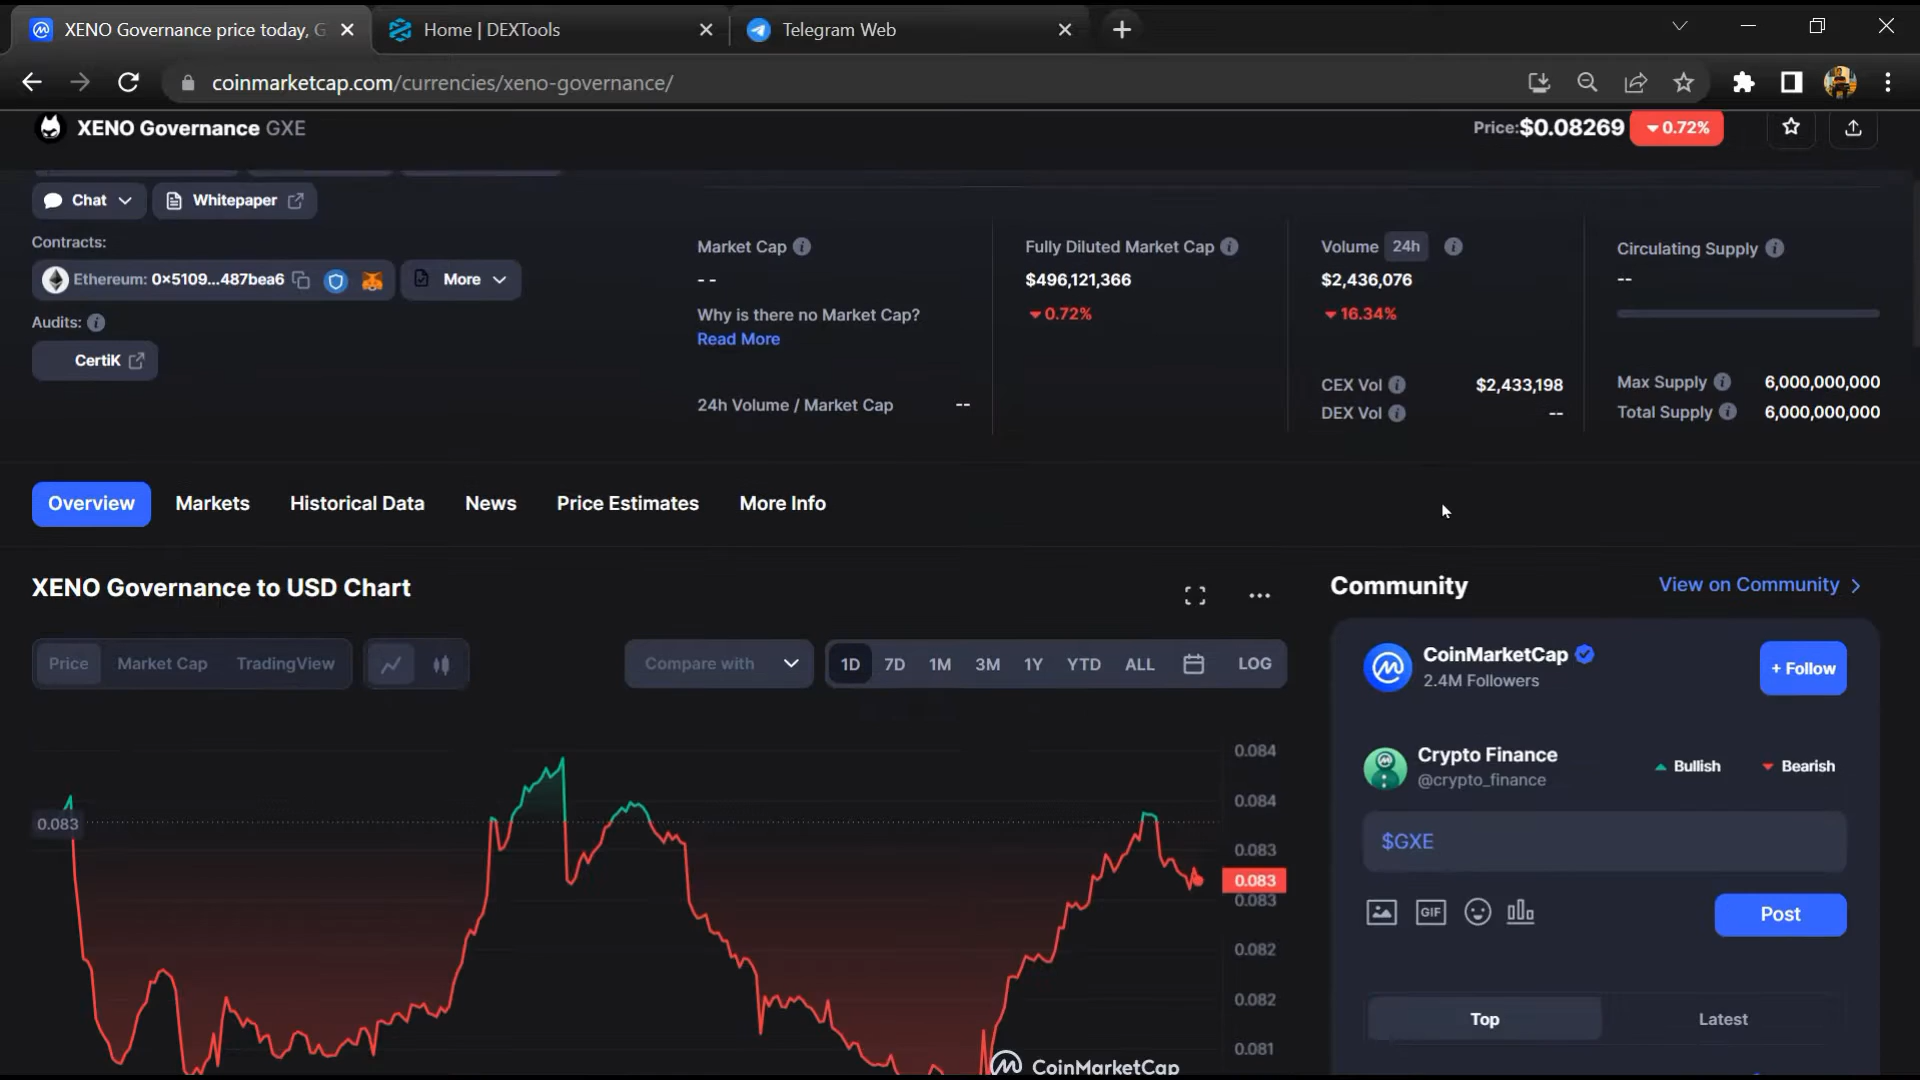 XENO Governance price today, G
Home | DEXTools
Telegram Web
coinmarketcap.com/currencies/xeno-governance/
XENO Governance GXE
Price:$0.08269
0.72%
Chat
Whitepaper
Contracts:
Ethereum: 0x5109...487bea6
More
Audits:
CertiK
Market Cap
- -
Why is there no Market Cap?
Read More
24h Volume / Market Cap
--
Fully Diluted Market Cap
$496,121,366
0.72%
Volume 24h
$2,436,076
16.34%
CEX Vol $2,433,198
DEX Vol --
Circulating Supply
--
Max Supply 6,000,000,000
Total Supply 6,000,000,000
Overview
Markets
Historical Data
News
Price Estimates
More Info
XENO Governance to USD Chart
Price
Market Cap
TradingView
Compare with
1D
7D
1M
3M
1Y
YTD
ALL
LOG
0.083
0.084
0.084
0.083
0.083
0.083
0.082
0.082
0.081
CoinMarketCap
Community
View on Community
CoinMarketCap
2.4M Followers
+ Follow
Crypto Finance
@crypto_finance
Bullish
Bearish
$GXE
GIF
Post
Top
Latest